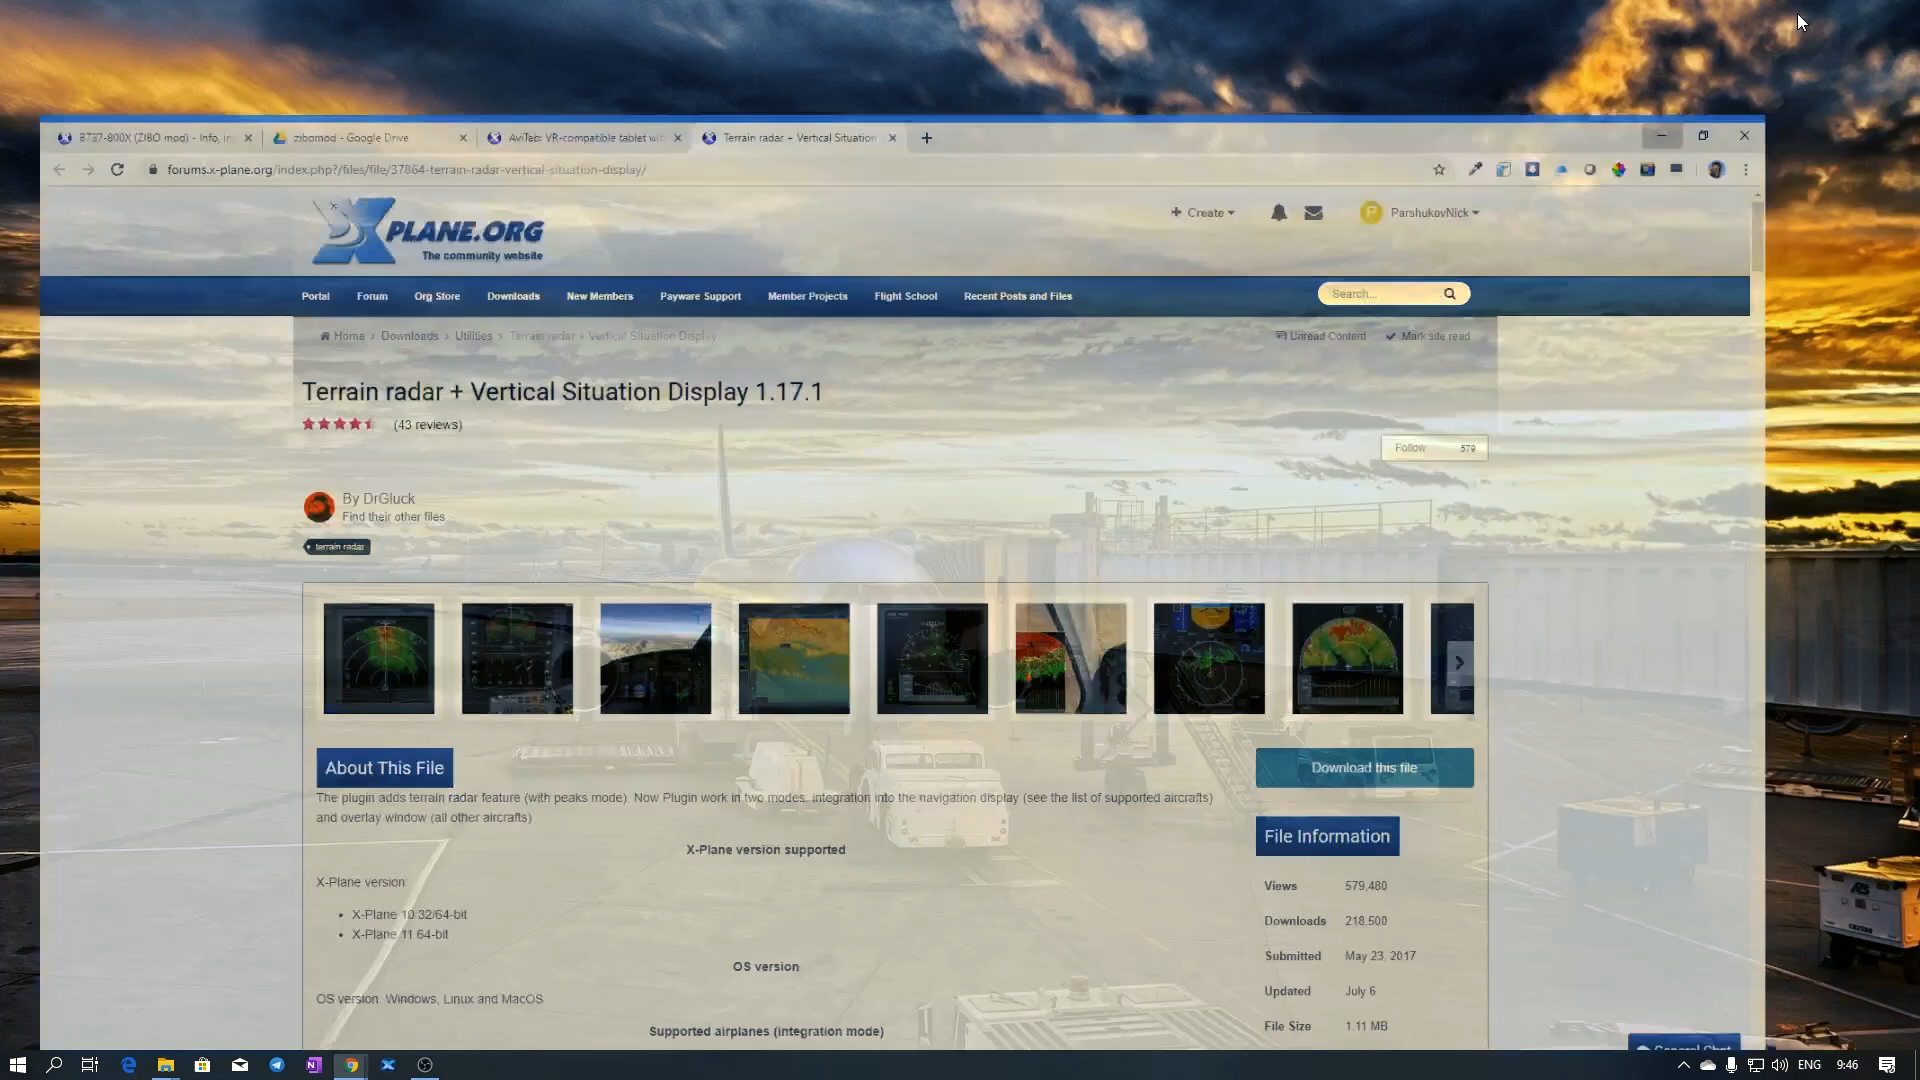 B737-800X (ZIBO mod) - Info, in
zibomod - Google Drive
AviTab: VR-compatible tablet wit
Terrain radar + Vertical Situation
forums.x-plane.org/index.php?/files/file/37864-terrain-radar-vertical-situation-display/
PLANE.ORG
The community website
Create
ParshukovNick
Portal
Forum
Org Store
Downloads
New Members
Payware Support
Member Projects
Flight School
Recent Posts and Files
Search...
Home
Downloads
Utilities
Terrain radar + Vertical Situation Display
Unread Content
Mark site read
Terrain radar + Vertical Situation Display 1.17.1
(43 reviews)
Follow 579
By DrGluck
Find their other files
terrain radar
About This File
Download this file
The plugin adds terrain radar feature (with peaks mode). Now Plugin work in two modes: integration into the navigation display (see the list of supported aircrafts)
and overlay window (all other aircrafts)
X-Plane version supported
X-Plane version:
X-Plane 10 32/64-bit
X-Plane 11 64-bit
OS version
OS version: Windows, Linux and MacOS
Supported airplanes (integration mode)
File Information
Views 579,480
Downloads 218,500
Submitted May 23, 2017
Updated July 6
File Size 1.11 MB
General Chat
ENG
9:46